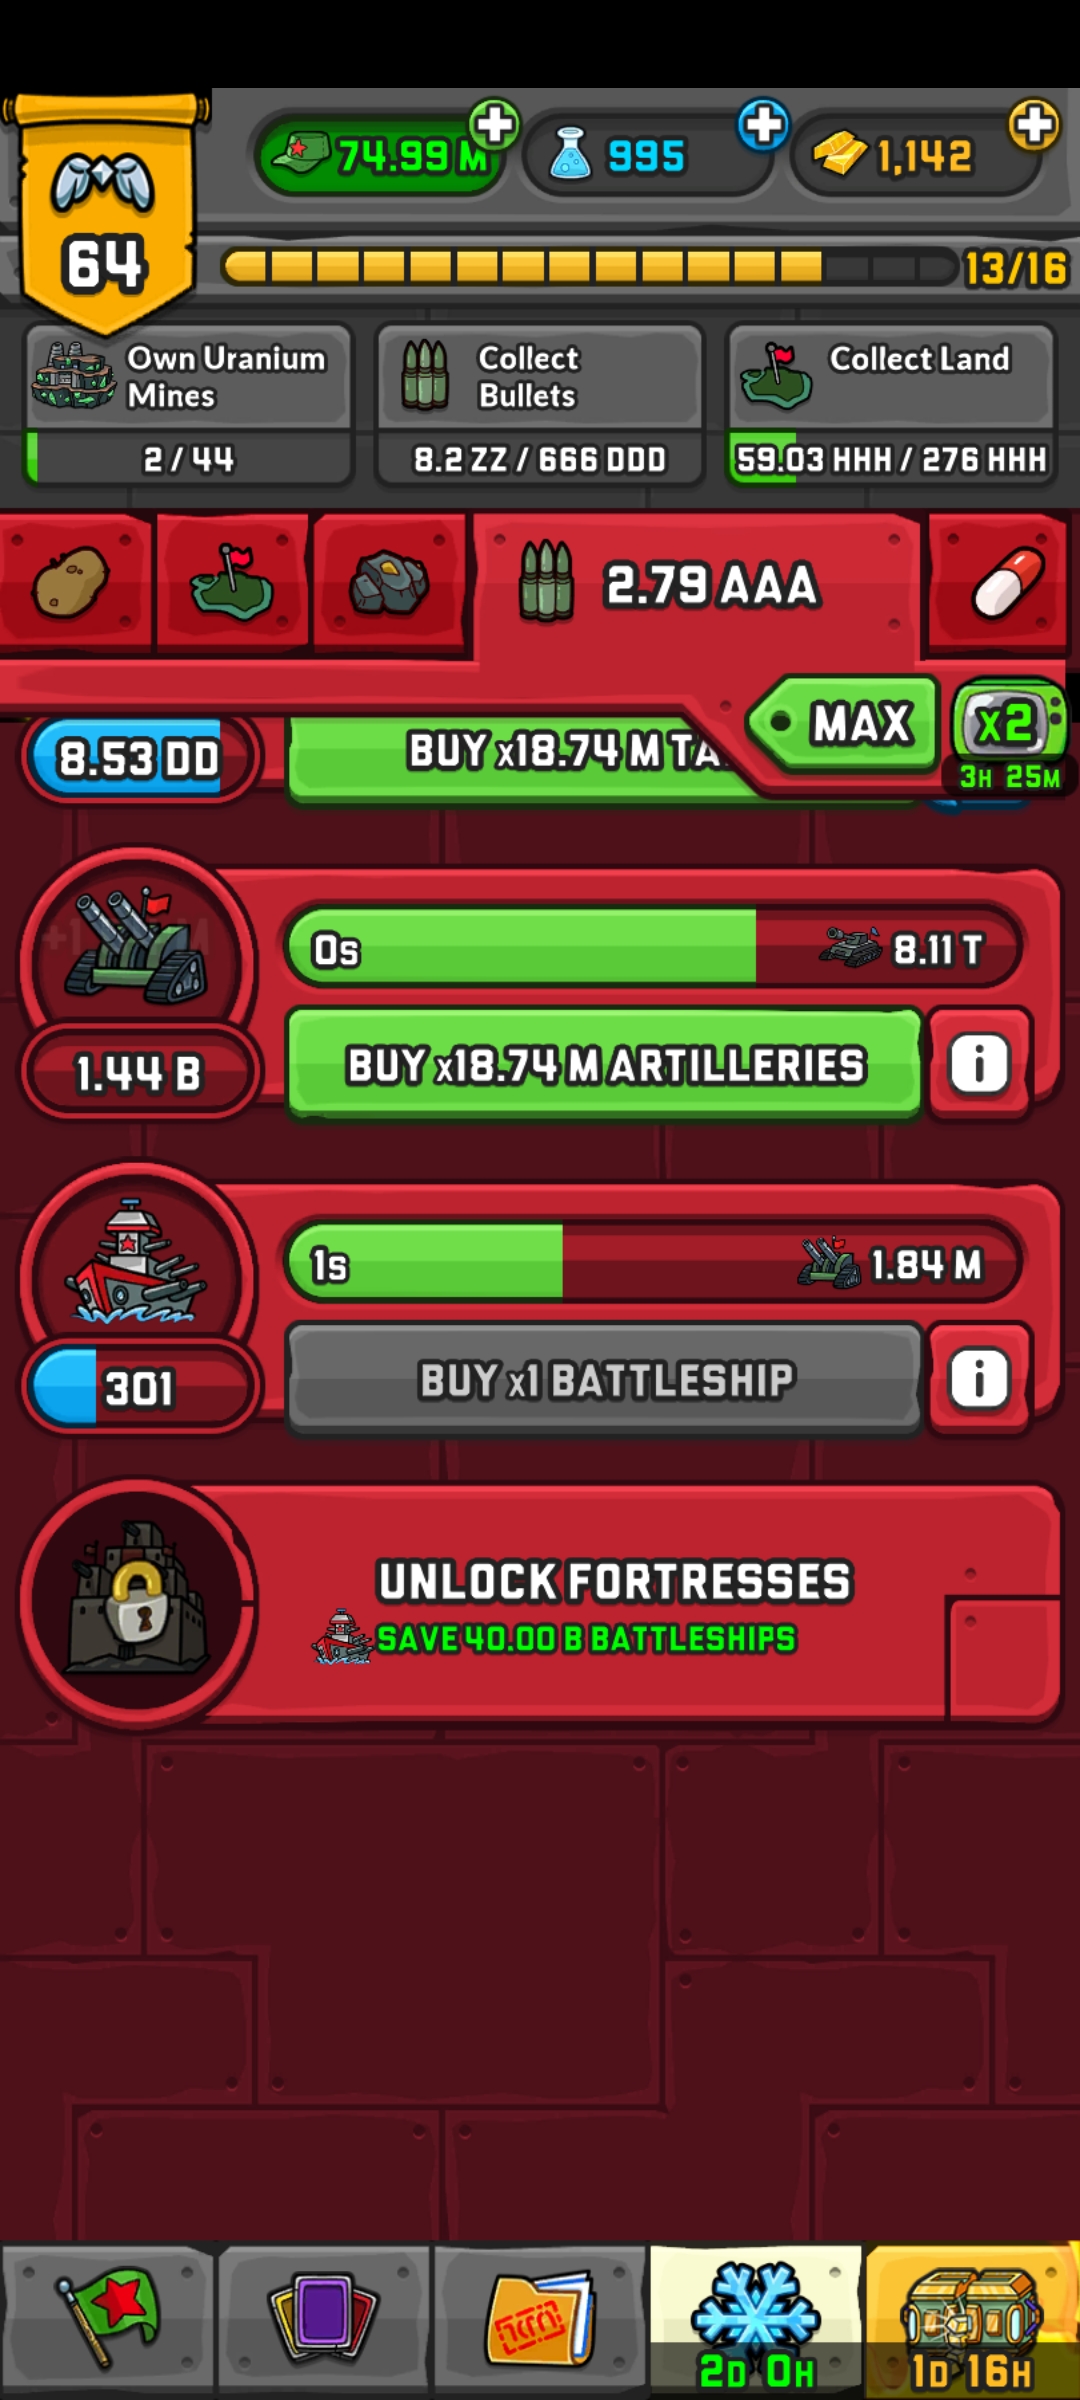 74.99 M
995
1,142
64
13/16
Own Uranium
Mines
2 / 44
Collect
Bullets
8.2 ZZ / 666 DDD
Collect Land
59.03 HHH / 276 HHH
2.79 AAA
MAX
x2
3H 25M
8.53 DD
BUY x18.74 M TA
0s
8.11 T
1.44 B
BUY x18.74 M ARTILLERIES
i
1s
1.84 M
301
BUY x1 BATTLESHIP
i
UNLOCK FORTRESSES
SAVE 40.00 B BATTLESHIPS
2D 0H
1D 16H